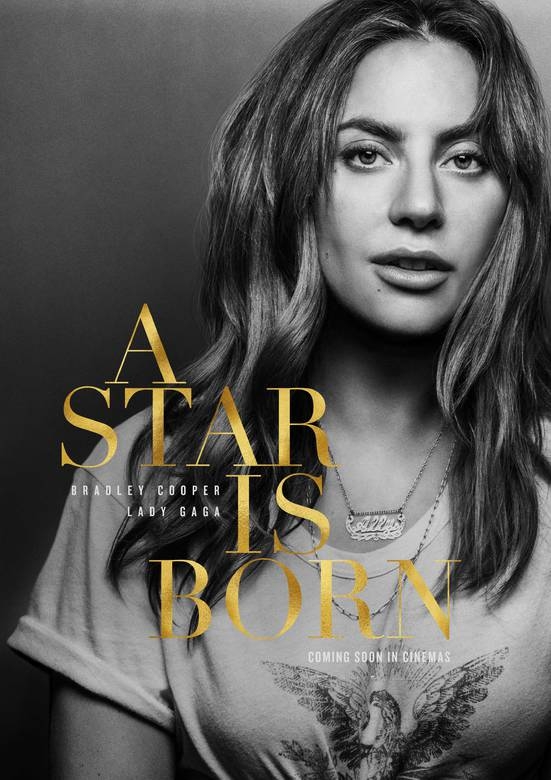 A
STAR
BRADLEY COOPER
LADY GAGA
IS
BORN
Ally
COMING SOON IN CINEMAS